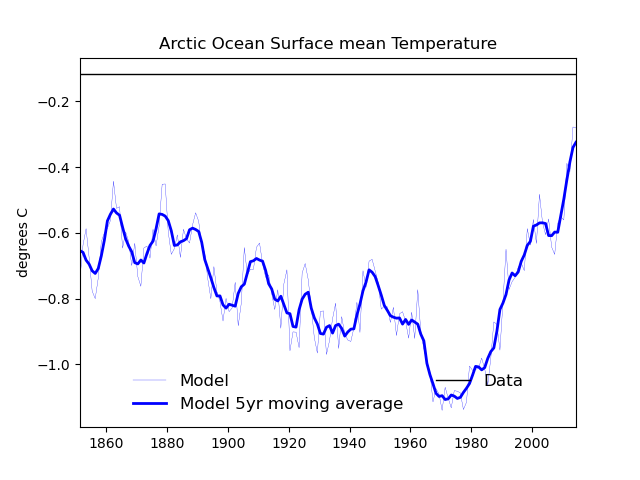 Arctic Ocean Surface mean Temperature
degrees C
−0.2
−0.4
−0.6
−0.8
−1.0
Model
Model 5yr moving average
Data
1860 1880 1900 1920 1940 1960 1980 2000